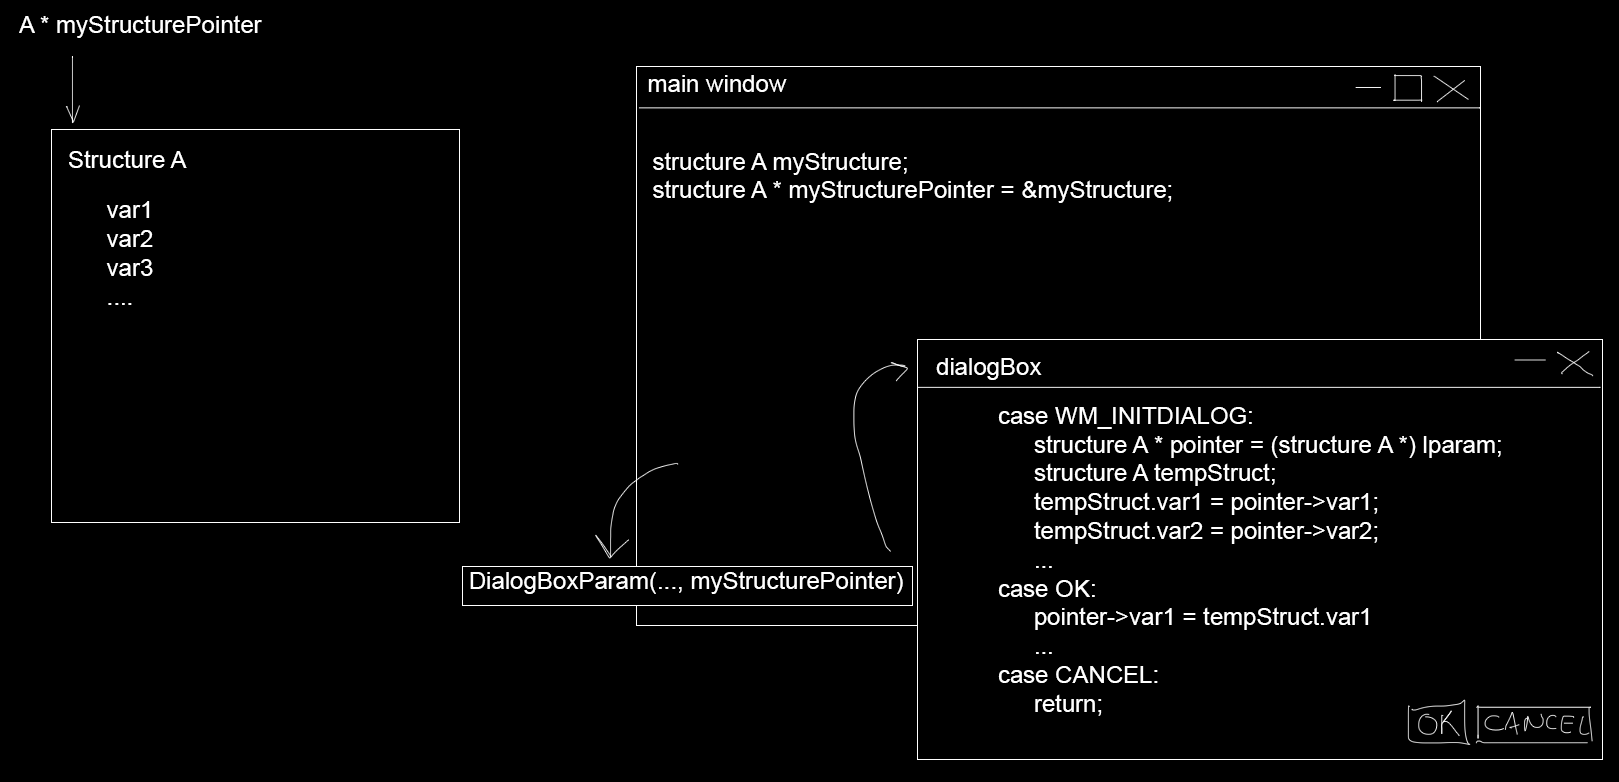 A * myStructurePointer
Structure A
var1
var2
var3
....
main window
structure A myStructure;
structure A * myStructurePointer = &myStructure;
DialogBoxParam(..., myStructurePointer)
dialogBox
case WM_INITDIALOG:
structure A * pointer = (structure A *) lparam;
structure A tempStruct;
tempStruct.var1 = pointer->var1;
tempStruct.var2 = pointer->var2;
...
case OK:
pointer->var1 = tempStruct.var1
...
case CANCEL:
return;
OK CANCEL